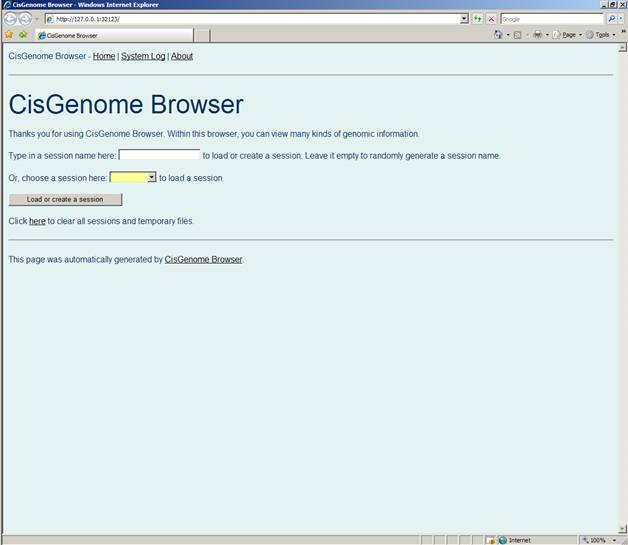 CisGenome Browser - Windows Internet Explorer
http://127.0.0.1:32123/
Google
CisGenome Browser
Page
Tools
CisGenome Browser - Home | System Log | About
CisGenome Browser
Thanks you for using CisGenome Browser. Within this browser, you can view many kinds of genomic information.
Type in a session name here: to load or create a session. Leave it empty to randomly generate a session name.
Or, choose a session here: to load a session.
Load or create a session
Click here to clear all sessions and temporary files.
This page was automatically generated by CisGenome Browser.
Internet
100%